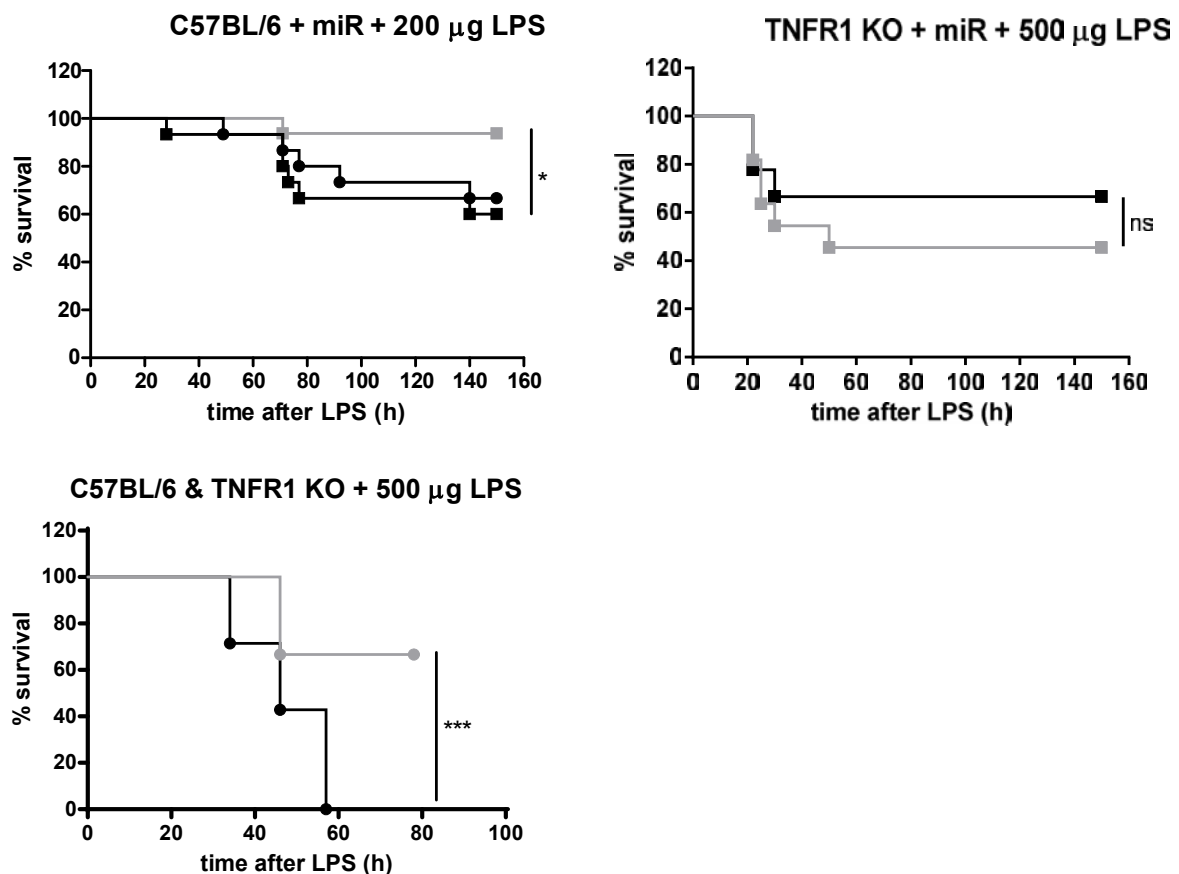 C57BL/6 + miR + 200 μg LPS
120
100
80
60
40
20
0
% survival
*
0 20 40 60 80 100 120 140 160
time after LPS (h)
TNFR1 KO + miR + 500 μg LPS
120
100
80
60
40
20
0
% survival
ns
0 20 40 60 80 100 120 140 160
time after LPS (h)
C57BL/6 & TNFR1 KO + 500 μg LPS
120
100
80
60
40
20
0
% survival
***
0 20 40 60 80 100
time after LPS (h)